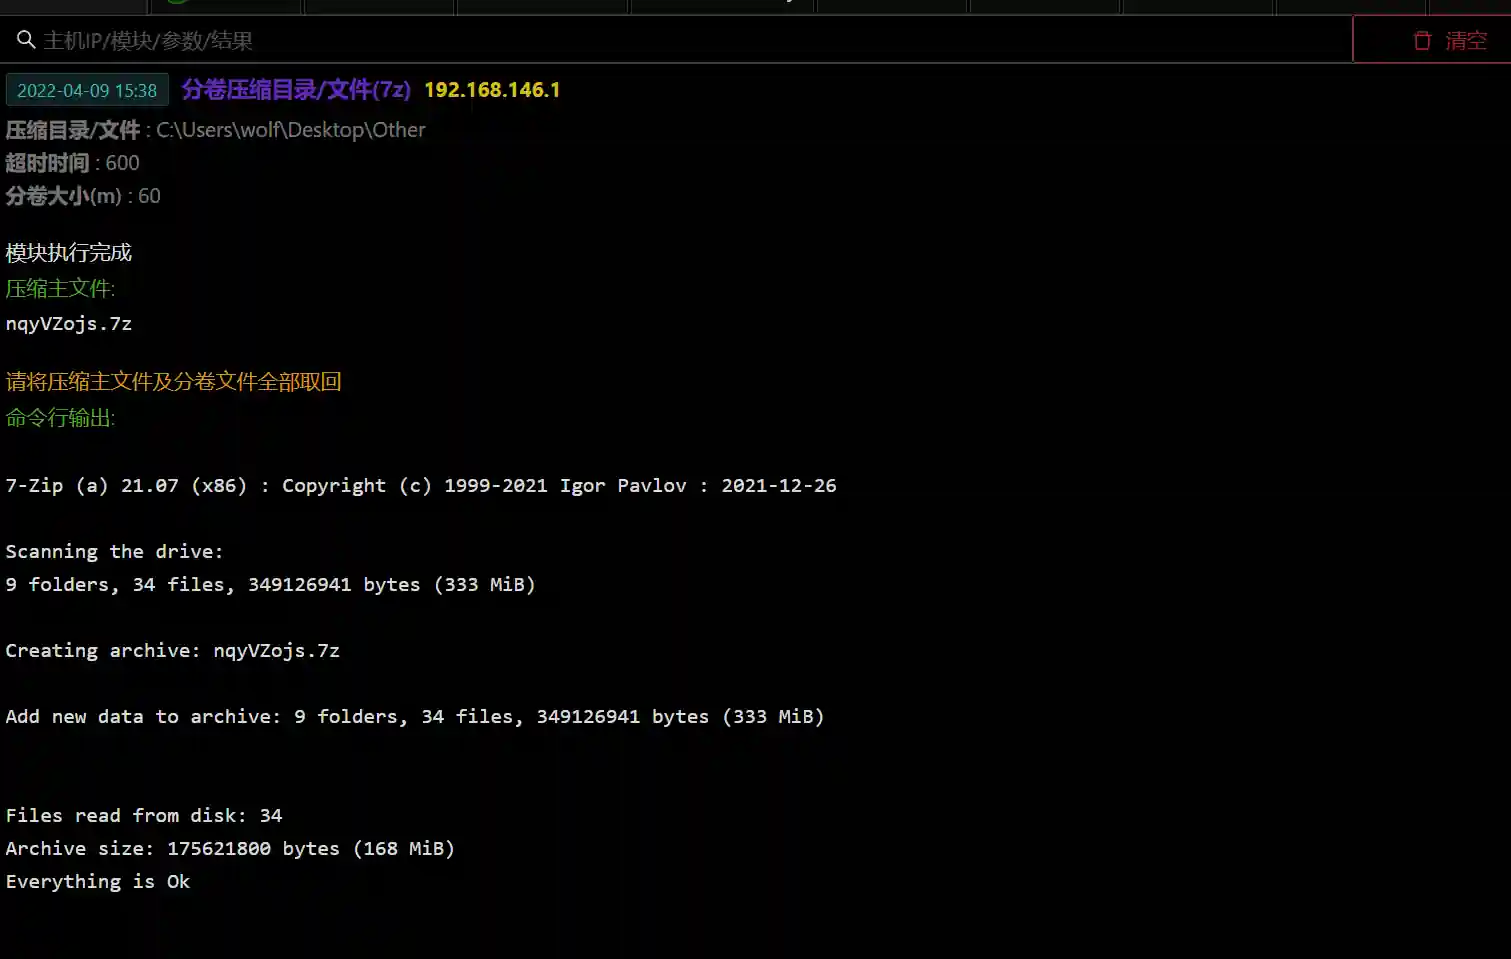 主机IP/模块/参数/结果
清空
2022-04-09 15:38 分卷压缩目录/文件(7z) 192.168.146.1
压缩目录/文件 : C:\Users\wolf\Desktop\Other
超时时间 : 600
分卷大小(m) : 60
模块执行完成
压缩主文件:
nqyVZojs.7z
请将压缩主文件及分卷文件全部取回
命令行输出:
7-Zip (a) 21.07 (x86) : Copyright (c) 1999-2021 Igor Pavlov : 2021-12-26
Scanning the drive:
9 folders, 34 files, 349126941 bytes (333 MiB)
Creating archive: nqyVZojs.7z
Add new data to archive: 9 folders, 34 files, 349126941 bytes (333 MiB)
Files read from disk: 34
Archive size: 175621800 bytes (168 MiB)
Everything is Ok